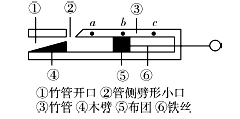 ① ② a b c ③
④ ⑤ ⑥
①竹管开口 ②管侧劈形小口
③竹管 ④木劈 ⑤布团 ⑥铁丝